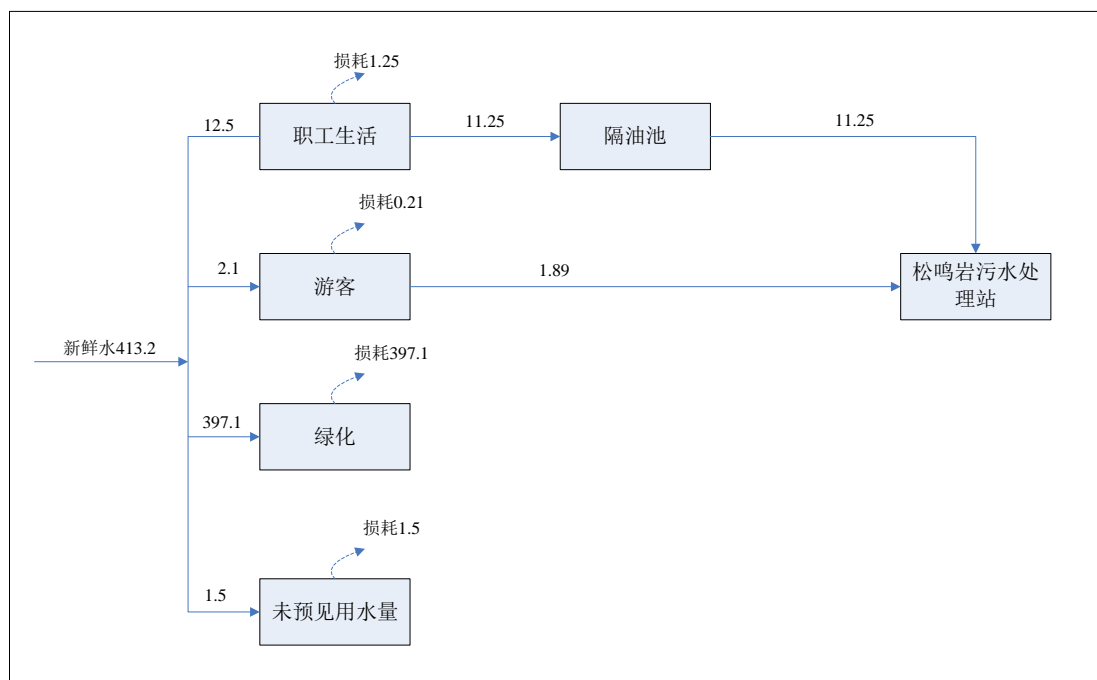 损耗1.25
12.5
职工生活
11.25
隔油池
11.25
损耗0.21
2.1
游客
1.89
松鸣岩污水处
理站
新鲜水413.2
损耗397.1
397.1
绿化
损耗1.5
1.5
未预见用水量